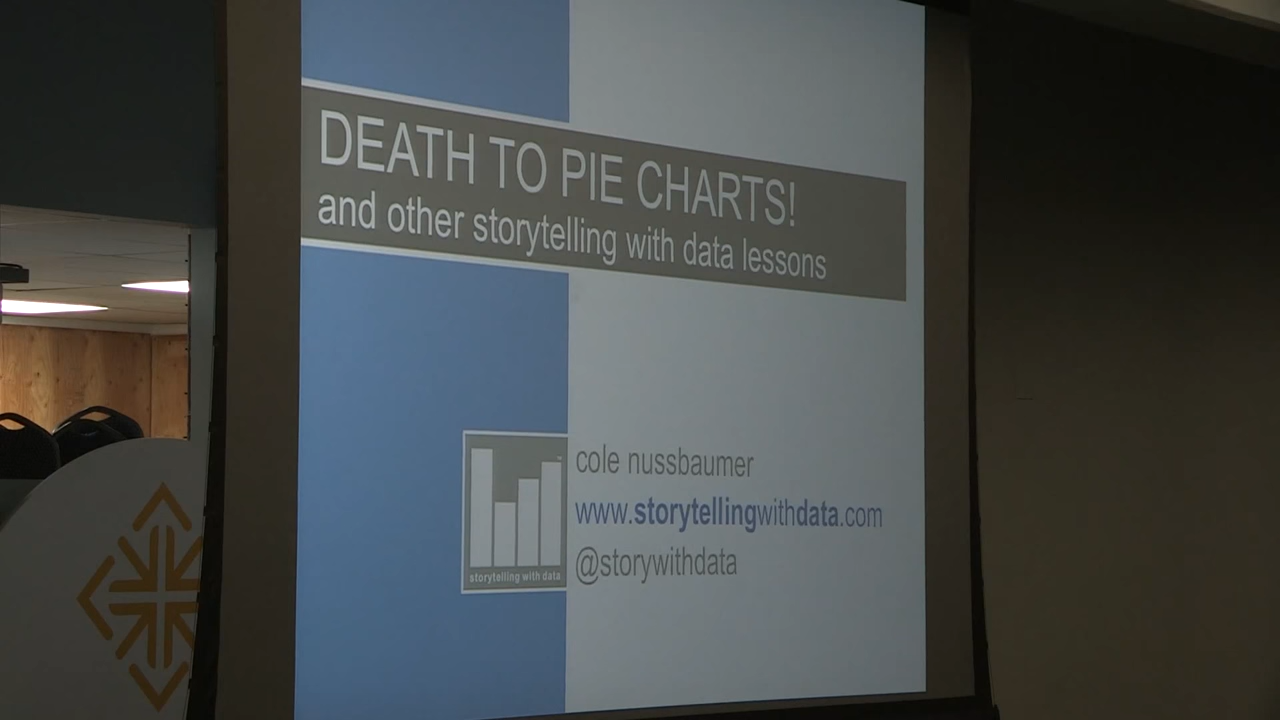 DEATH TO PIE CHARTS!
and other storytelling with data lessons
cole nussbaumer
www.storytellingwithdata.com
@storywithdata
storytelling with data